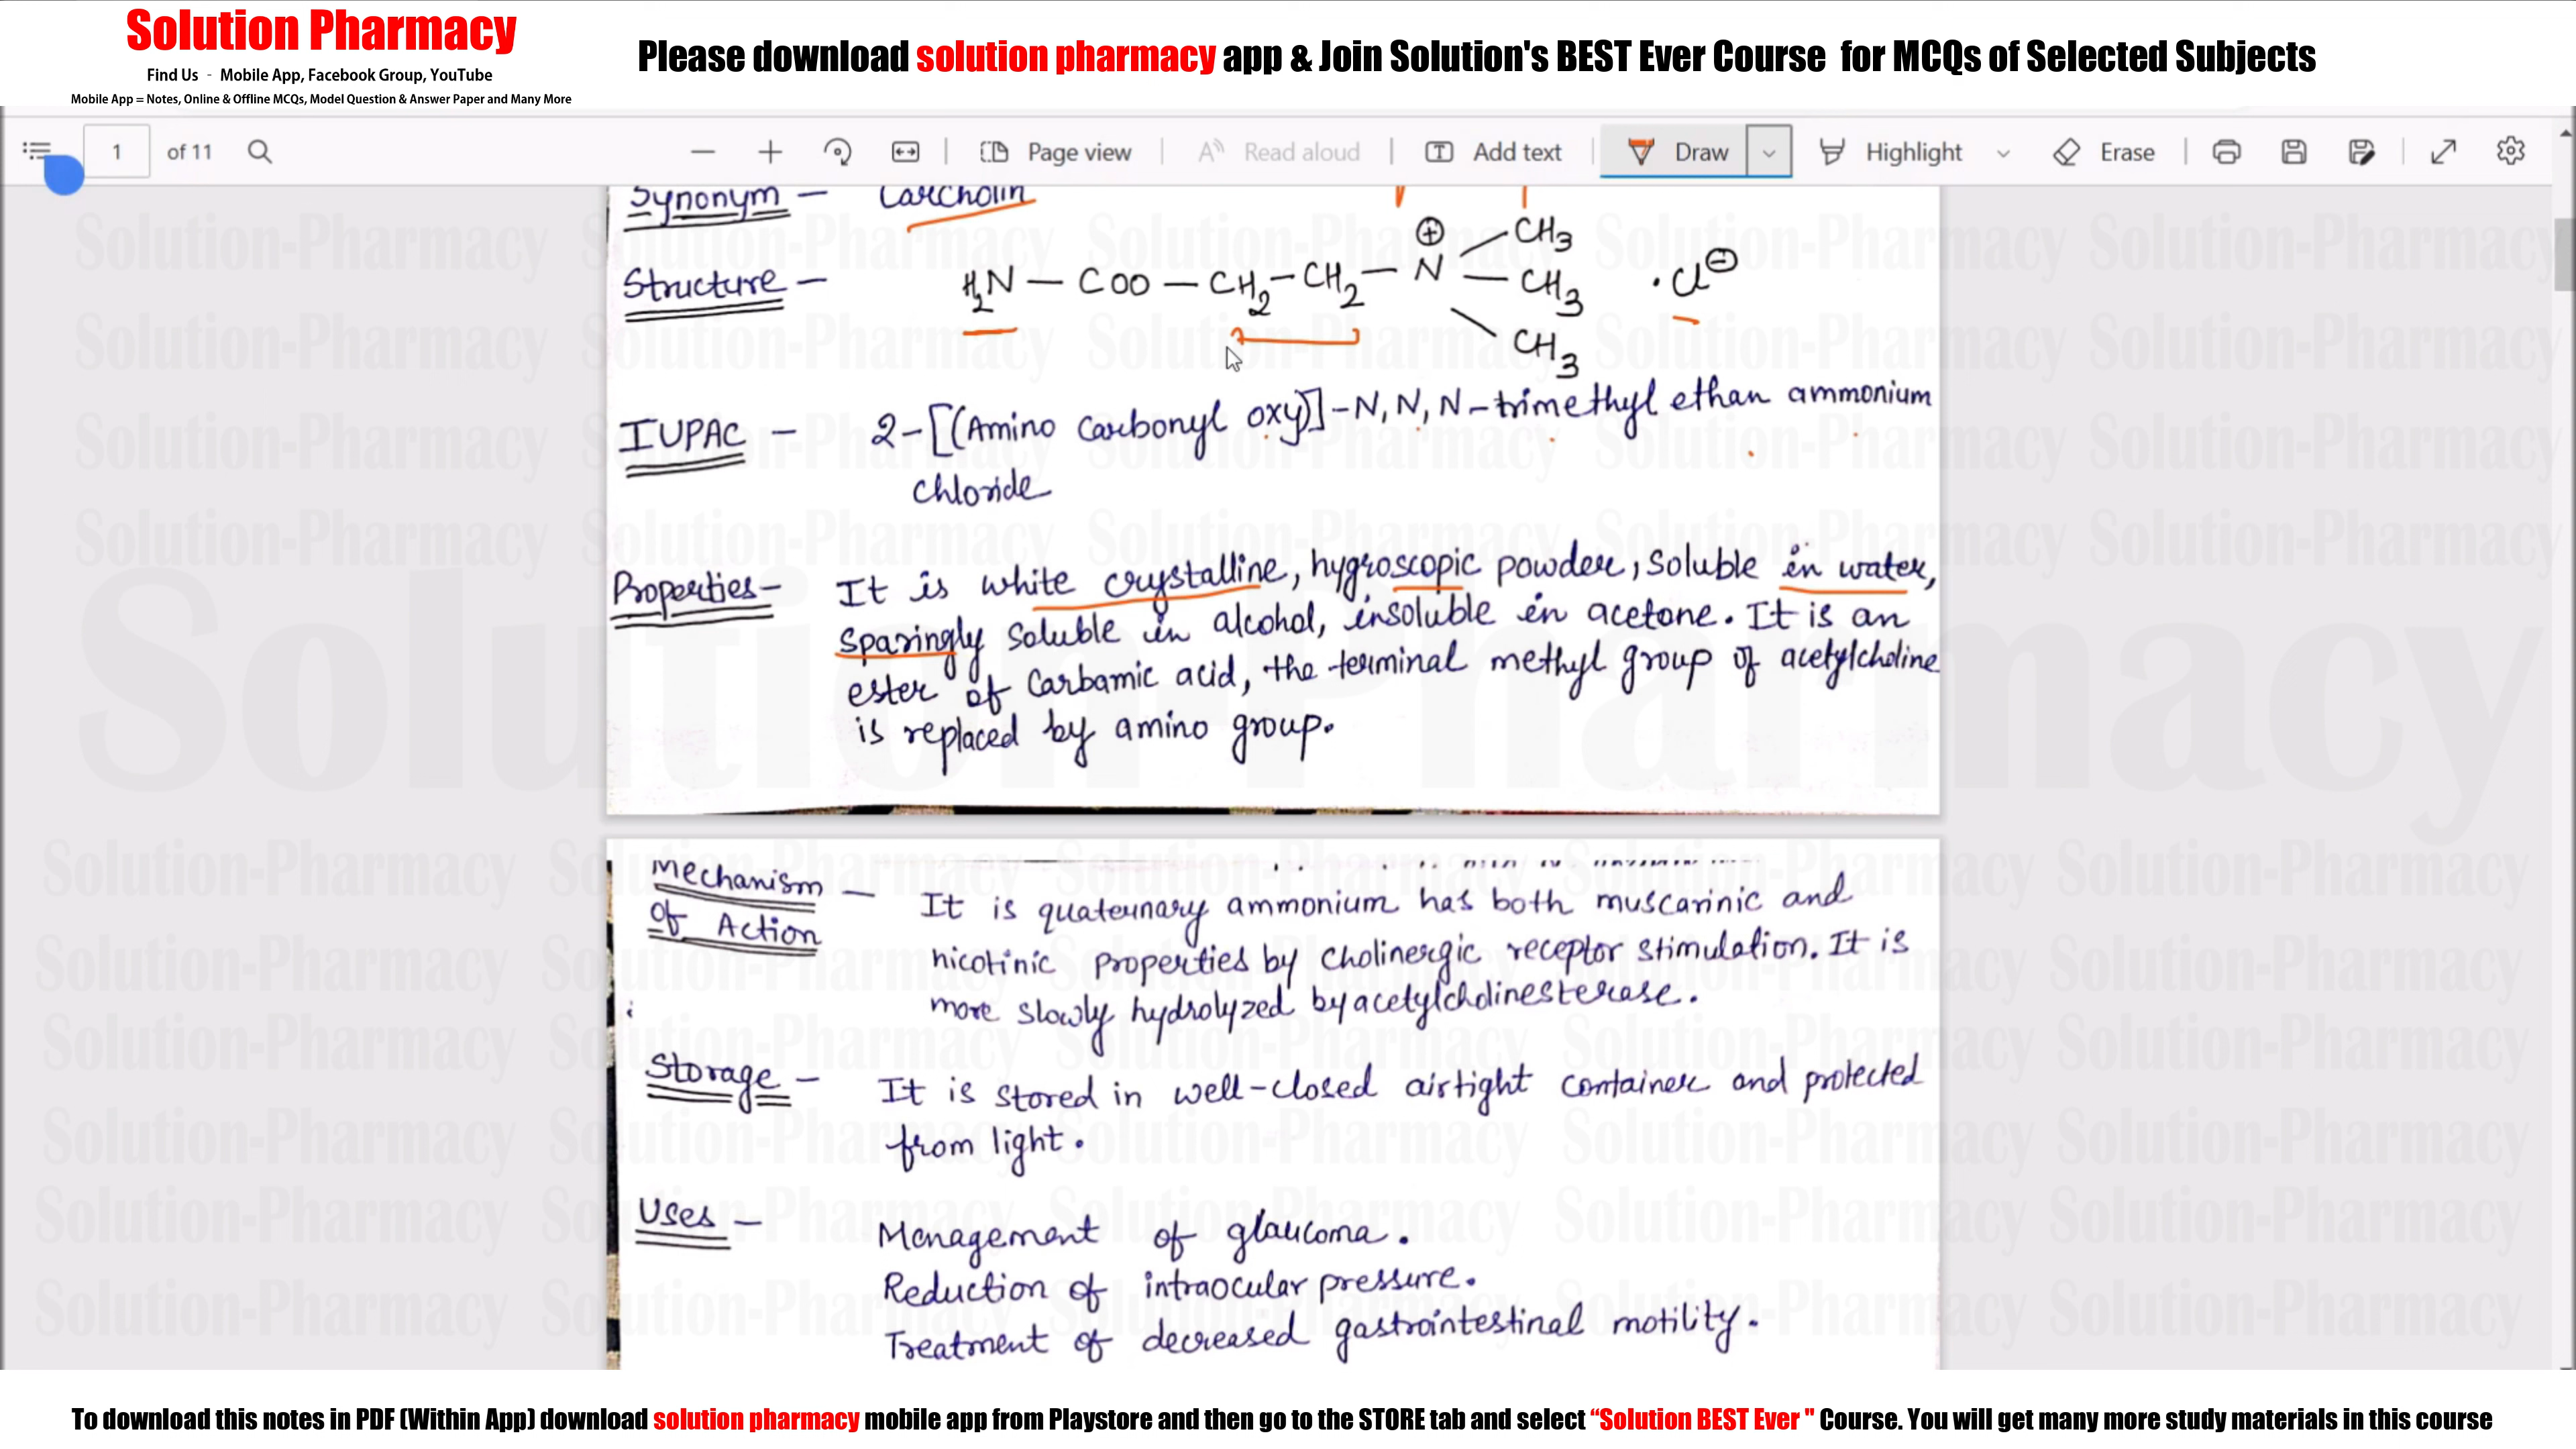 Solution Pharmacy
Find Us - Mobile App, Facebook Group, YouTube
Mobile App = Notes, Online & Offline MCQs, Model Question & Answer Paper and Many More
Please download solution pharmacy app & Join Solution's BEST Ever Course for MCQs of Selected Subjects
1 of 11 Page view Read aloud Add text Draw Highlight Erase
Synonym — Carcholin
Structure — H2N — COO — CH2 – CH2 — N ⊕ CH3 CH3 CH3 . Cl ⊖
IUPAC — 2-[(Amino carbonyl oxy)]-N, N, N-trimethyl ethan ammonium
chloride
Properties — It is white crystalline, hygroscopic powder, soluble in water,
sparingly soluble in alcohol, insoluble in acetone. It is an
ester of Carbamic acid, the terminal methyl group of acetylcholine
is replaced by amino group.
Mechanism of Action — It is quaternary ammonium has both muscarinic and
nicotinic properties by cholinergic receptor stimulation. It is
more slowly hydrolyzed by acetylcholinesterase.
Storage — It is stored in well-closed airtight container and protected
from light.
Uses — Management of glaucoma.
Reduction of intraocular pressure.
Treatment of decreased gastrointestinal motility.
To download this notes in PDF (Within App) download solution pharmacy mobile app from Playstore and then go to the STORE tab and select “Solution BEST Ever " Course. You will get many more study materials in this course